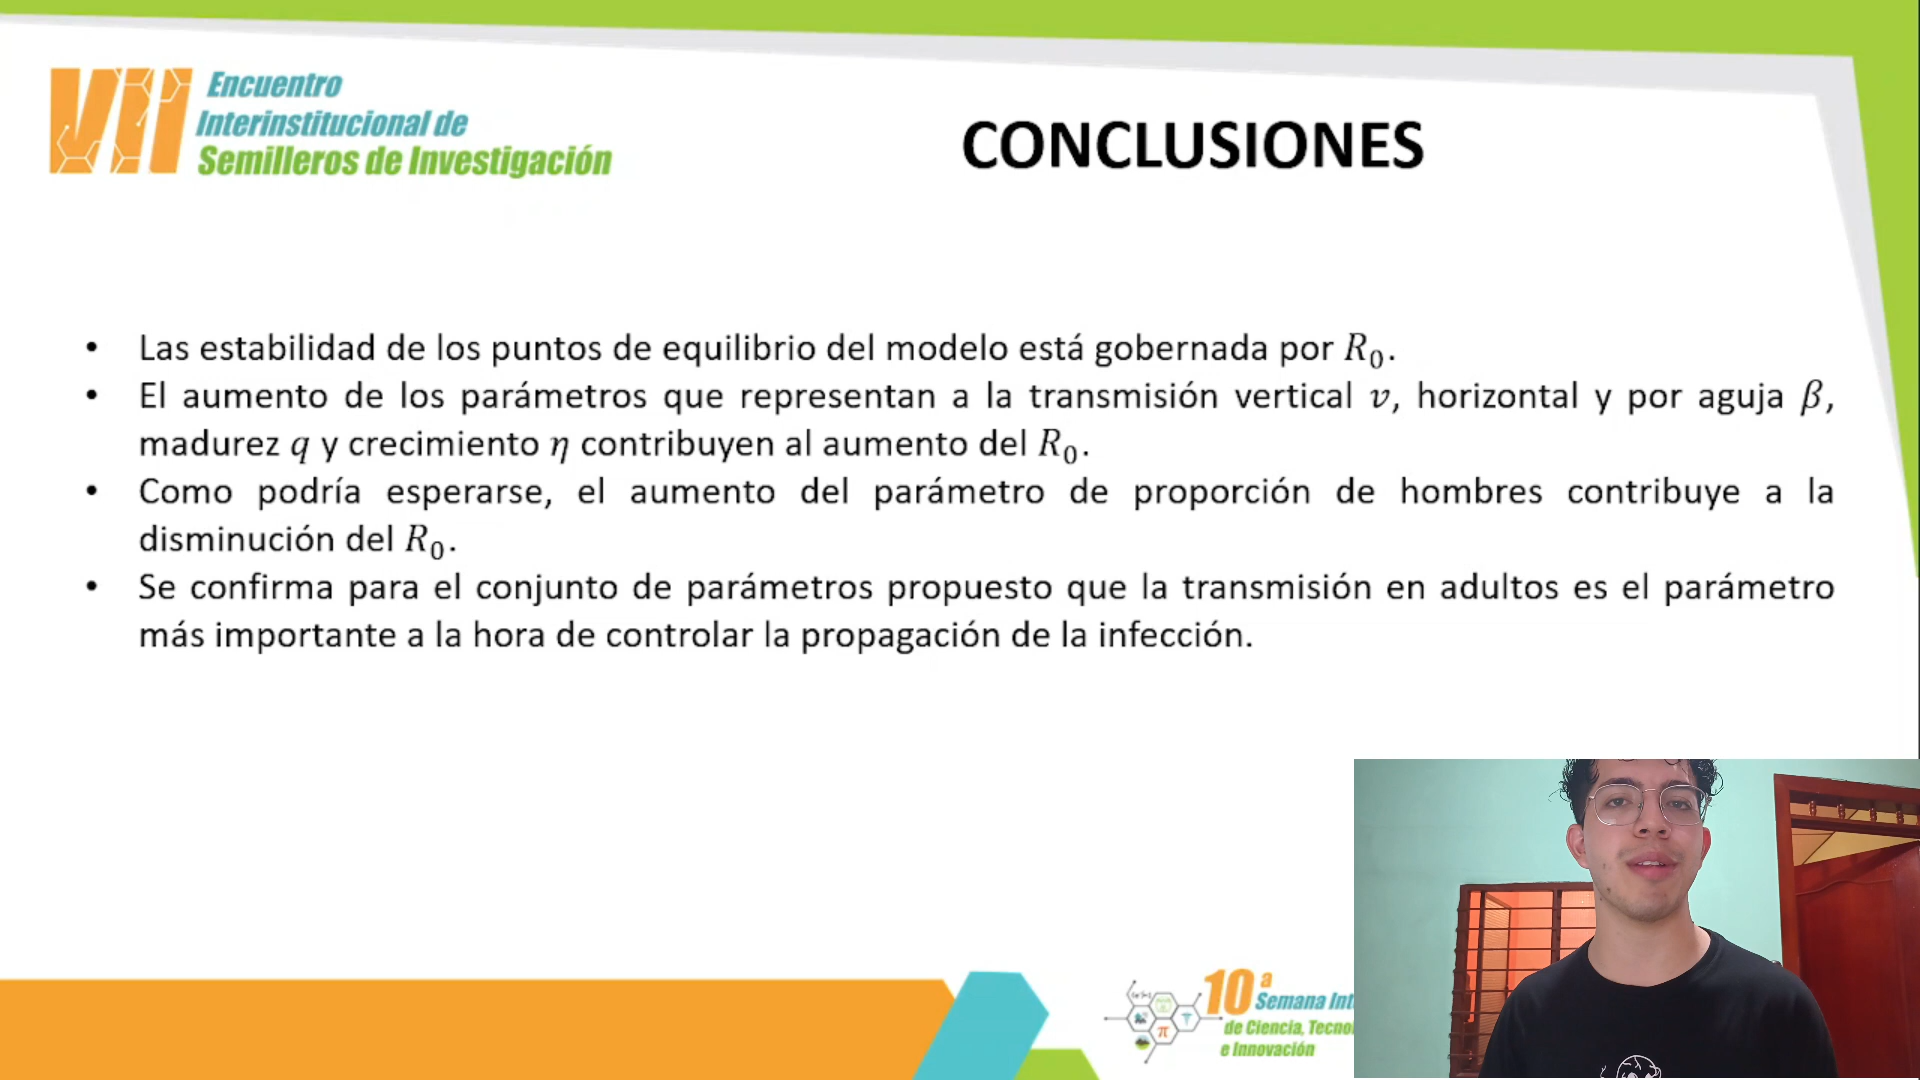 VII Encuentro
Interinstitucional de
Semilleros de Investigación
CONCLUSIONES
• Las estabilidad de los puntos de equilibrio del modelo está gobernada por R₀.
• El aumento de los parámetros que representan a la transmisión vertical v, horizontal y por aguja β,
madurez q y crecimiento η contribuyen al aumento del R₀.
• Como podría esperarse, el aumento del parámetro de proporción de hombres contribuye a la
disminución del R₀.
• Se confirma para el conjunto de parámetros propuesto que la transmisión en adultos es el parámetro
más importante a la hora de controlar la propagación de la infección.
π
10ª
Semana Int
de Ciencia, Tecno
e Innovación